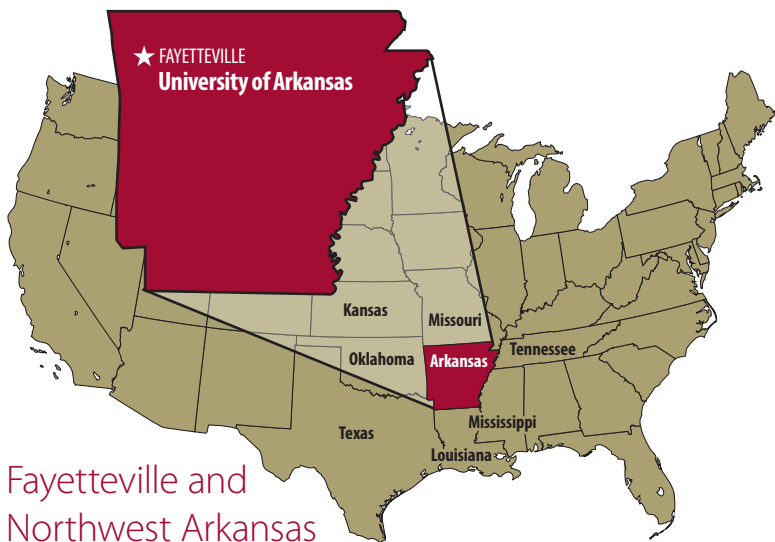 FAYETTEVILLE
University of Arkansas
Kansas
Missouri
Oklahoma
Arkansas
Tennessee
Texas
Mississippi
Louisiana
Fayetteville and
Northwest Arkansas